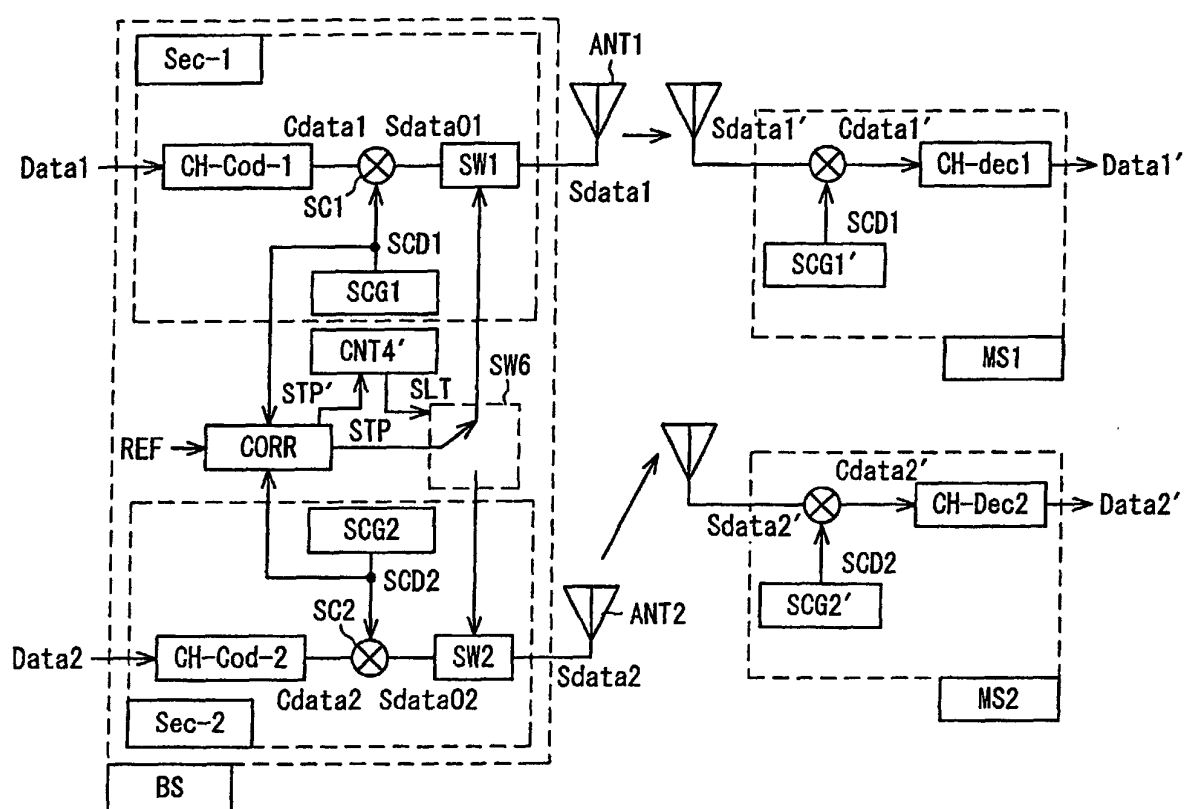 Sec-1
ANT1
Cdata1 Sdata01
Sdata1′ Cdata1′
Data1 CH-Cod-1 SW1 CH-dec1 Data1′
SC1 Sdata1
SCD1 SCD1
SCG1 SCG1′
CNT4′ MS1
STP′ SLT SW6
REF CORR STP
Cdata2′
SCG2 Sdata2′ CH-Dec2 Data2′
SCD2 SCD2
SC2 ANT2 SCG2′
Data2 CH-Cod-2 SW2 Sdata2
Cdata2 Sdata02 MS2
Sec-2
BS